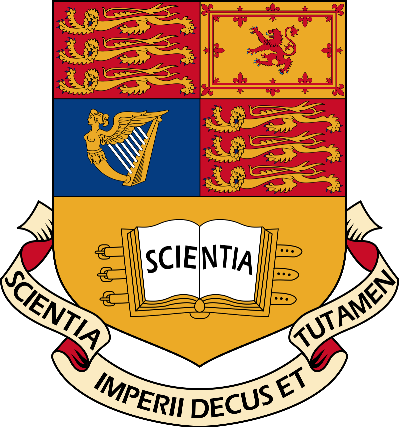 SCIENTIA
SCIENTIA IMPERII DECUS ET TUTAMEN